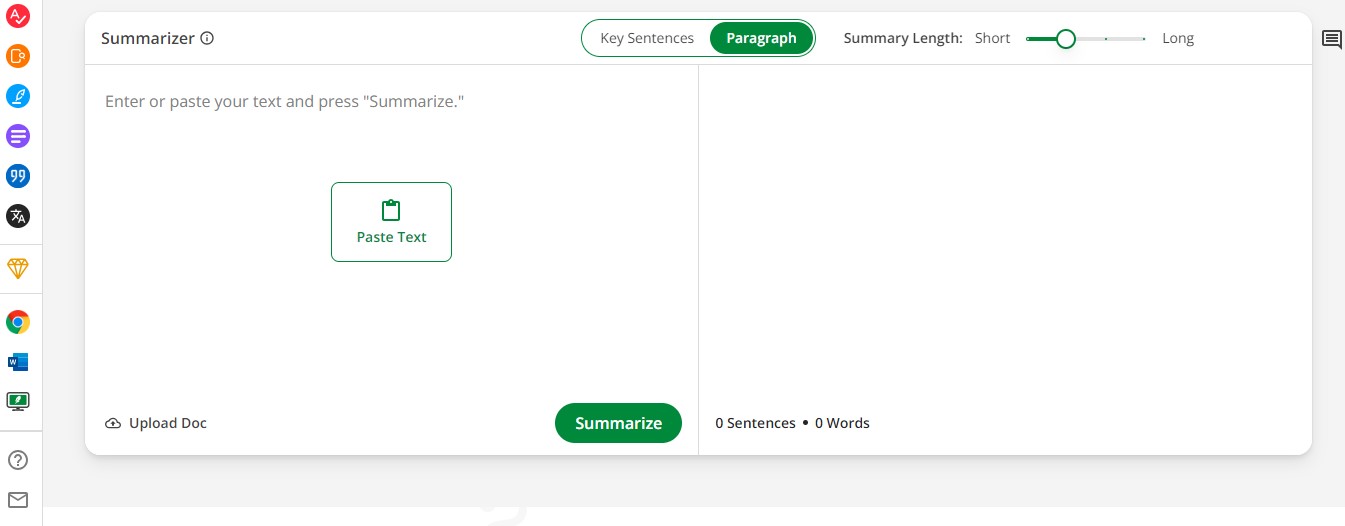 Summarizer
Key Sentences
Paragraph
Summary Length: Short
Long
Enter or paste your text and press "Summarize."
Paste Text
Upload Doc
Summarize
0 Sentences • 0 Words